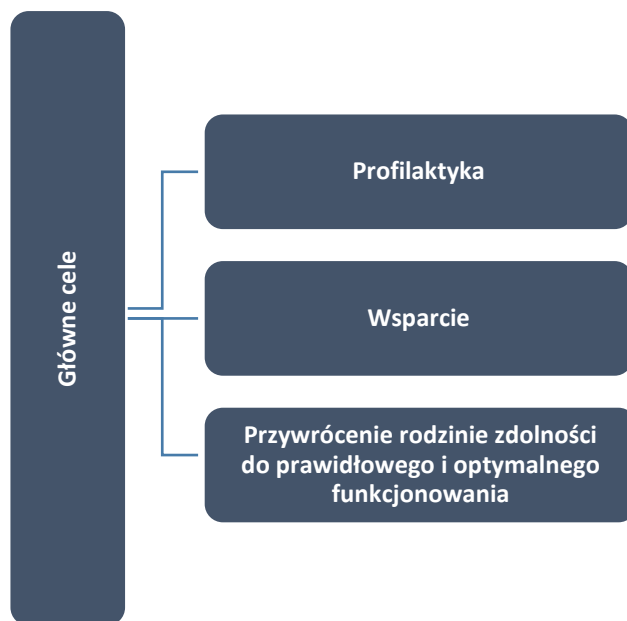 Główne cele
Profilaktyka
Wsparcie
Przywrócenie rodzinie zdolności
do prawidłowego i optymalnego
funkcjonowania